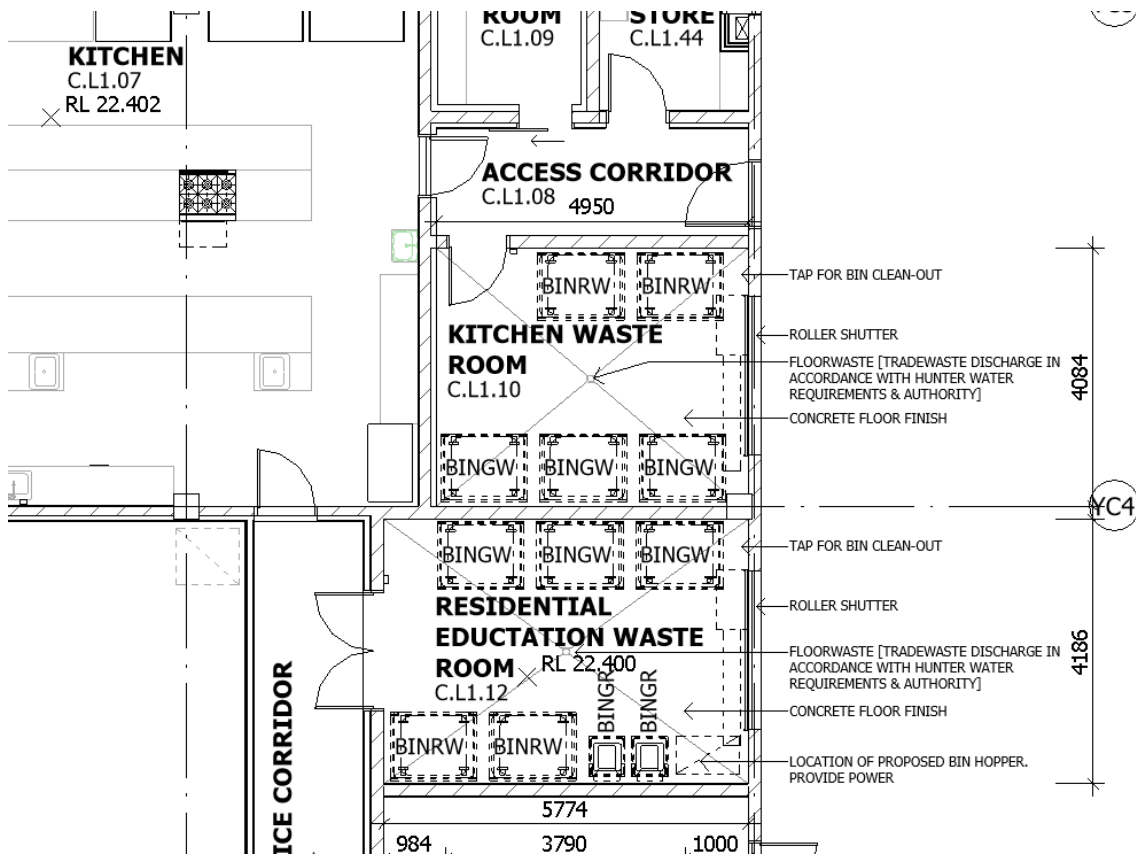 ROOM
C.L1.09
STORE
C.L1.44
KITCHEN
C.L1.07
RL 22.402
ACCESS CORRIDOR
C.L1.08
4950
BINRW
BINRW
TAP FOR BIN CLEAN-OUT
KITCHEN WASTE
ROOM
C.L1.10
ROLLER SHUTTER
FLOORWASTE [TRADEWASTE DISCHARGE IN
ACCORDANCE WITH HUNTER WATER
REQUIREMENTS & AUTHORITY]
4084
CONCRETE FLOOR FINISH
BINGW
BINGW
BINGW
YC4
BINGW
BINGW
BINGW
TAP FOR BIN CLEAN-OUT
RESIDENTIAL
EDUCTATION WASTE
ROOM
C.L1.12
RL 22.400
ROLLER SHUTTER
FLOORWASTE [TRADEWASTE DISCHARGE IN
ACCORDANCE WITH HUNTER WATER
REQUIREMENTS & AUTHORITY]
4186
BINGR
BINGR
CONCRETE FLOOR FINISH
BINRW
BINRW
LOCATION OF PROPOSED BIN HOPPER.
PROVIDE POWER
ICE CORRIDOR
5774
984
3790
1000